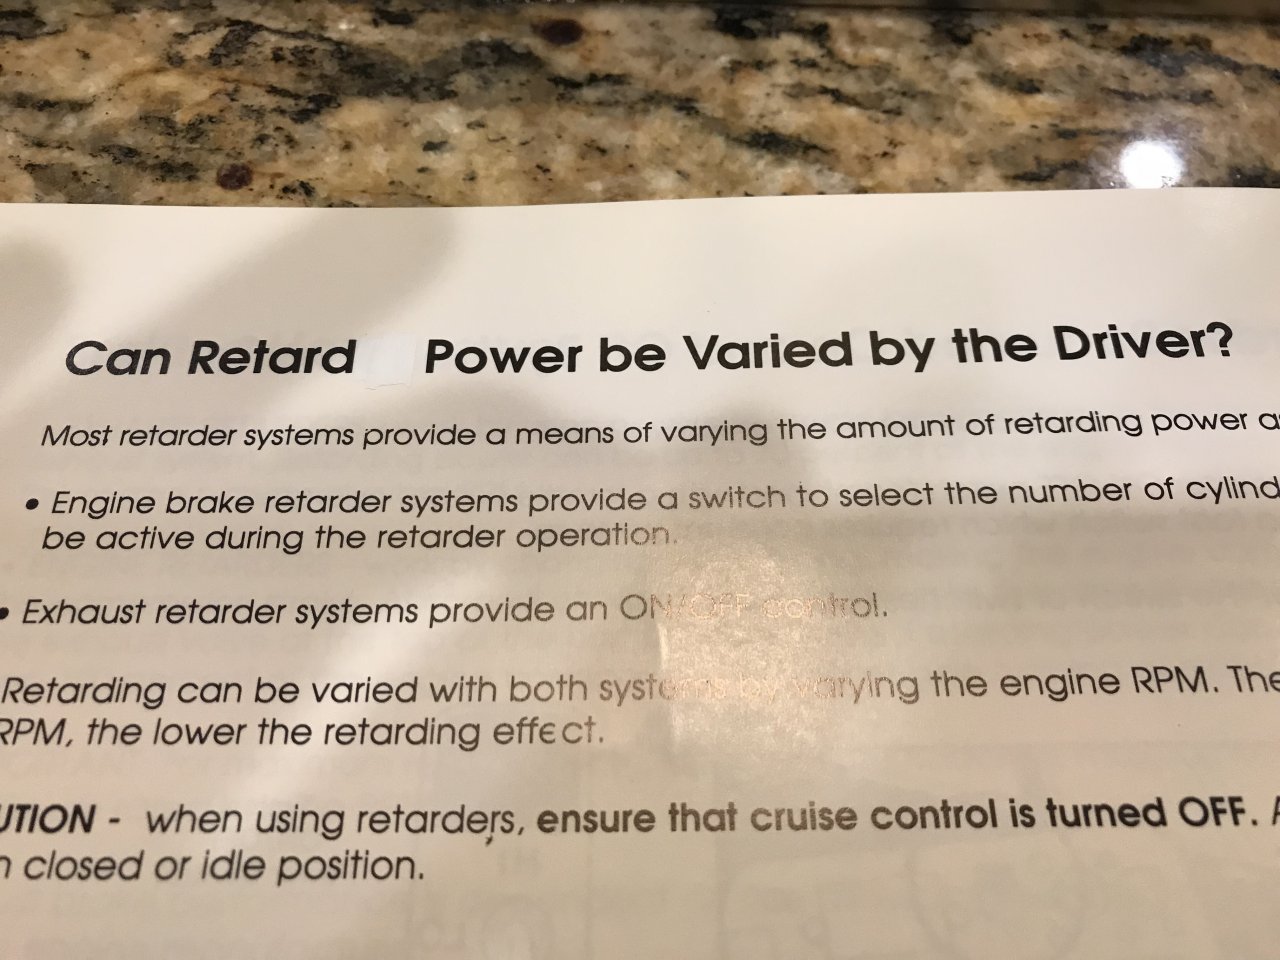 Can Retard Power be Varied by the Driver?
Most retarder systems provide a means of varying the amount of retarding power
• Engine brake retarder systems provide a switch to select the number of
be active during the retarder operation.
• Exhaust retarder systems provide an ON/OFF control.
Retarding can be varied with both systems by varying the engine RPM. The
RPM, the lower the retarding effect.
UTION - when using retarders, ensure that cruise control is turned OFF.
closed or idle position.